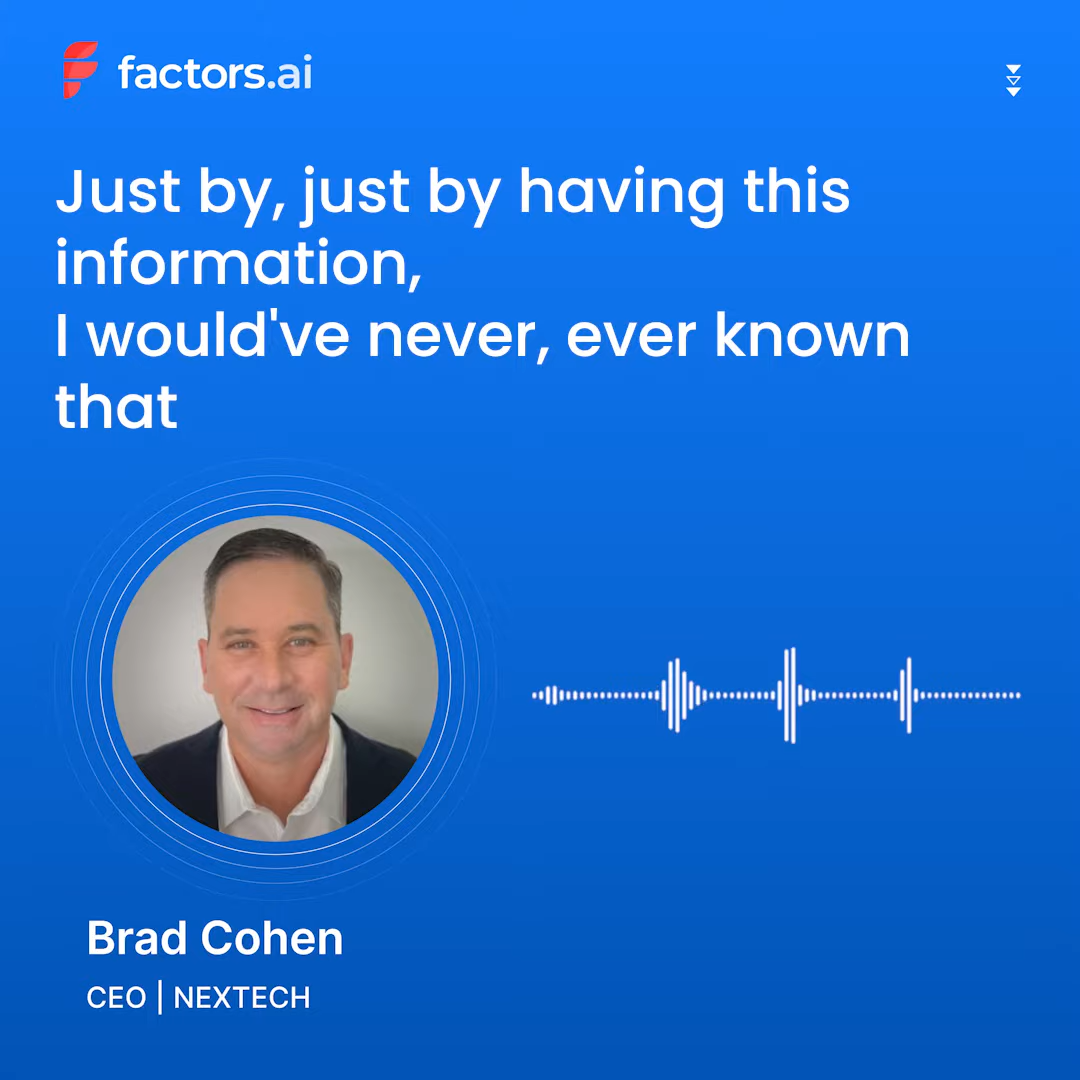 factors.ai
Just by, just by having this
information,
I would've never, ever known
that
Brad Cohen
CEO | NEXTECH